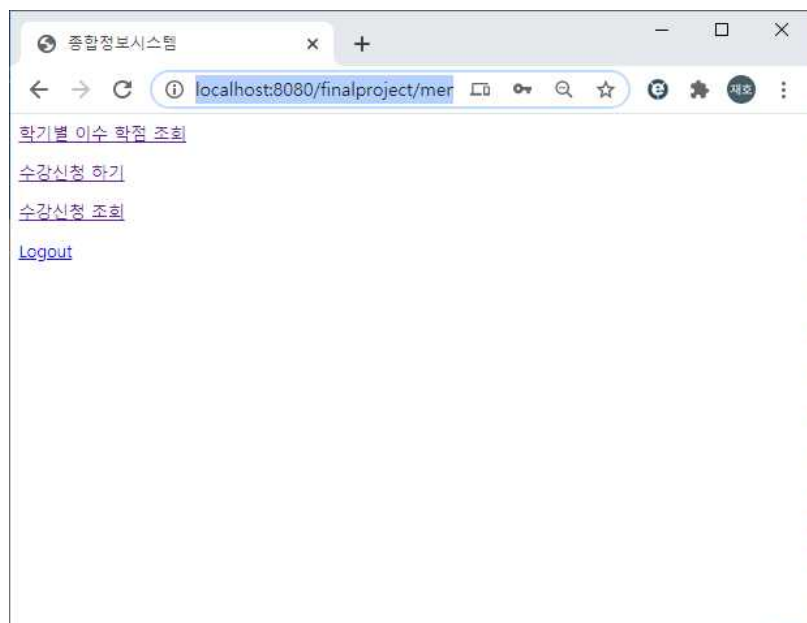 종합정보시스템
localhost:8080/finalproject/mer
재호
학기별 이수 학점 조회
수강신청 하기
수강신청 조회
Logout